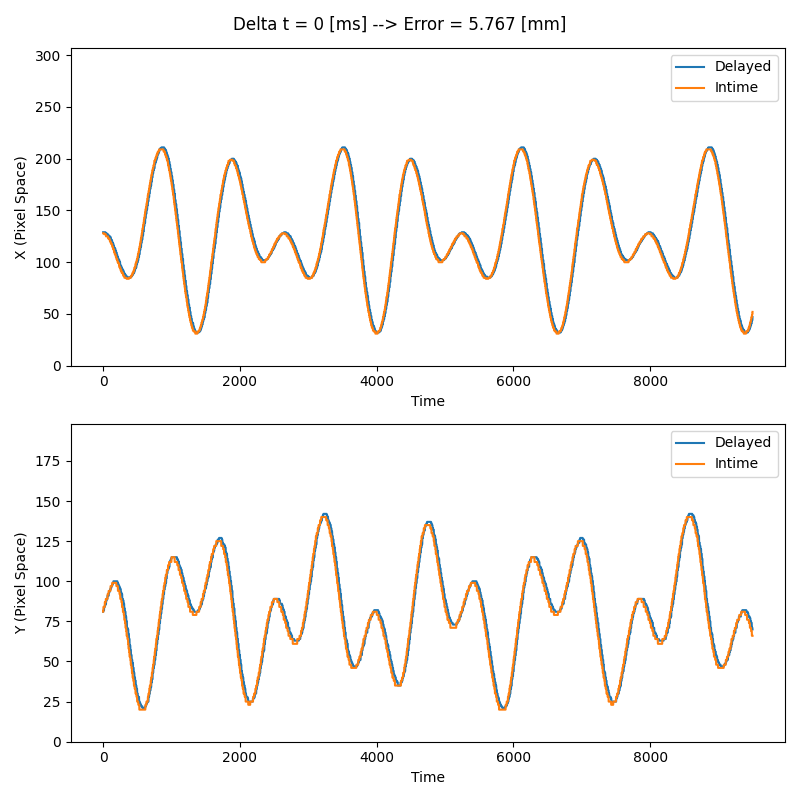 Delta t = 0 [ms] --> Error = 5.767 [mm]
300
250
200
150
100
50
0
X (Pixel Space)
Delayed
Intime
0 2000 4000 6000 8000
Time
175
150
125
100
75
50
25
0
Y (Pixel Space)
Delayed
Intime
0 2000 4000 6000 8000
Time